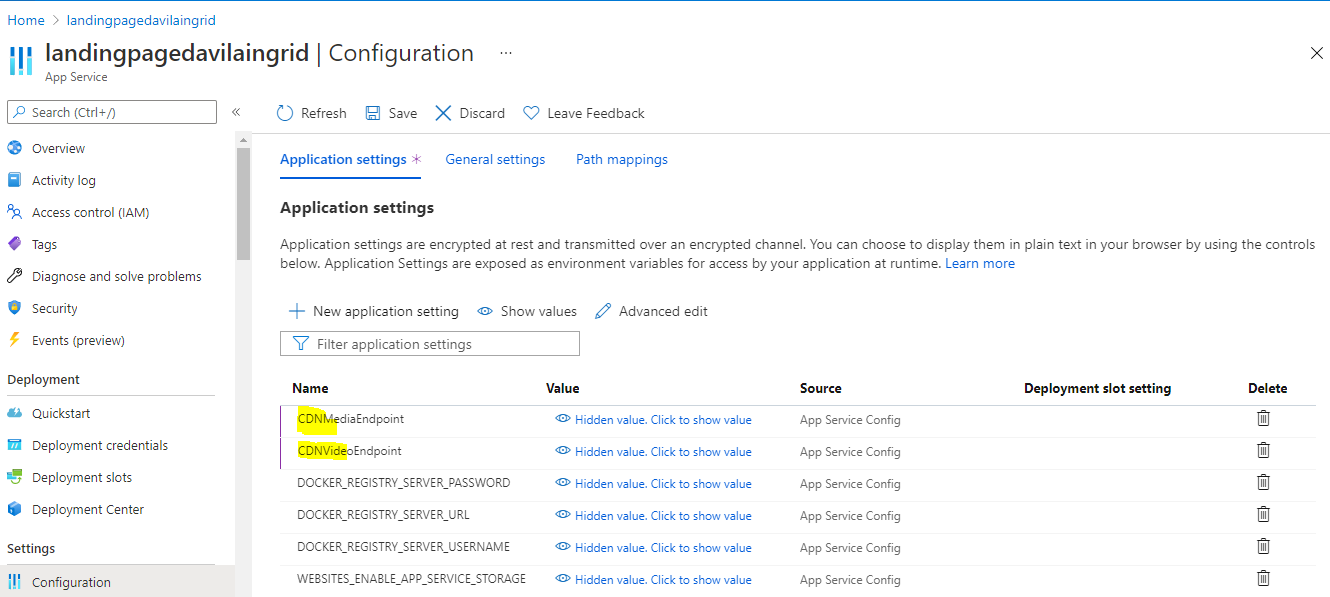 Home > landingpagedavilaingrid
landingpagedavilaingrid | Configuration ...
App Service
Search (Ctrl+/)
«
Overview
Activity log
Access control (IAM)
Tags
Diagnose and solve problems
Security
Events (preview)
Deployment
Quickstart
Deployment credentials
Deployment slots
Deployment Center
Settings
Configuration
Refresh Save Discard Leave Feedback
Application settings * General settings Path mappings
Application settings
Application settings are encrypted at rest and transmitted over an encrypted channel. You can choose to display them in plain text in your browser by using the controls
below. Application Settings are exposed as environment variables for access by your application at runtime. Learn more
New application setting Show values Advanced edit
Filter application settings
Name Value Source Deployment slot setting Delete
CDNMediaEndpoint Hidden value. Click to show value App Service Config
CDNVideoEndpoint Hidden value. Click to show value App Service Config
DOCKER_REGISTRY_SERVER_PASSWORD Hidden value. Click to show value App Service Config
DOCKER_REGISTRY_SERVER_URL Hidden value. Click to show value App Service Config
DOCKER_REGISTRY_SERVER_USERNAME Hidden value. Click to show value App Service Config
WEBSITES_ENABLE_APP_SERVICE_STORAGE Hidden value. Click to show value App Service Config